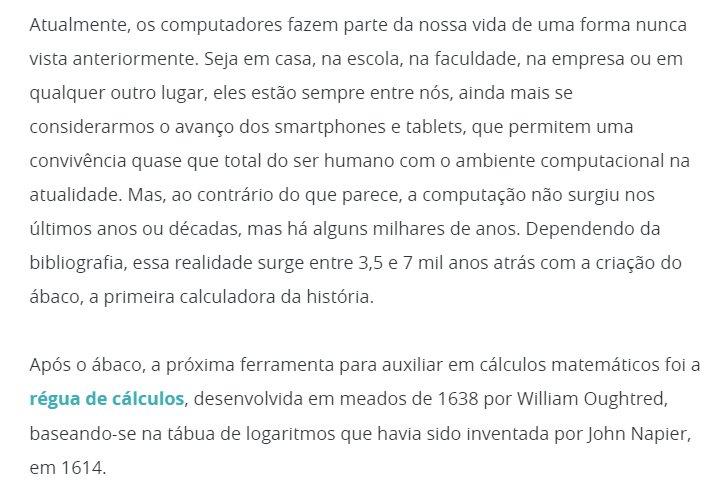 Atualmente, os computadores fazem parte da nossa vida de uma forma nunca
vista anteriormente. Seja em casa, na escola, na faculdade, na empresa ou em
qualquer outro lugar, eles estão sempre entre nós, ainda mais se
considerarmos o avanço dos smartphones e tablets, que permitem uma
convivência quase que total do ser humano com o ambiente computacional na
atualidade. Mas, ao contrário do que parece, a computação não surgiu nos
últimos anos ou décadas, mas há alguns milhares de anos. Dependendo da
bibliografia, essa realidade surge entre 3,5 e 7 mil anos atrás com a criação do
ábaco, a primeira calculadora da história.
Após o ábaco, a próxima ferramenta para auxiliar em cálculos matemáticos foi a
régua de cálculos, desenvolvida em meados de 1638 por William Oughtred,
baseando-se na tábua de logaritmos que havia sido inventada por John Napier,
em 1614.